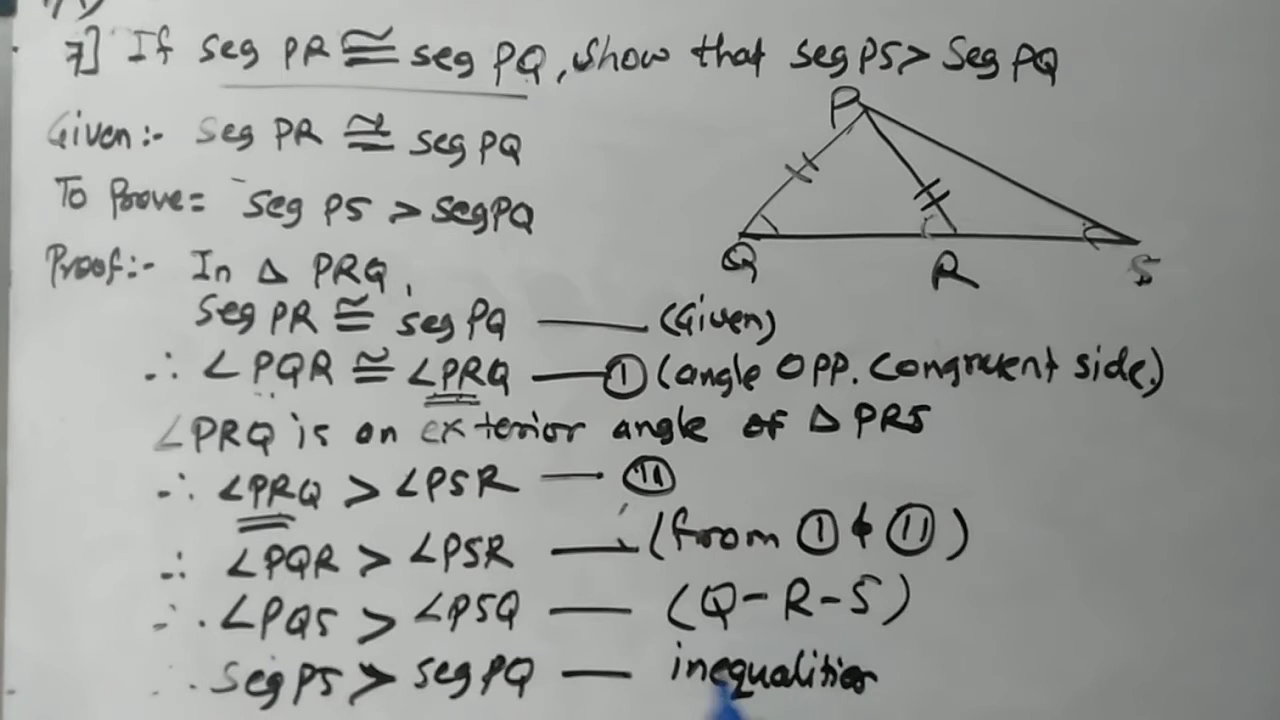 7] If seg PR ≅ seg PQ, show that seg PS > Seg PQ
Given:- seg PR ≅ seg PQ
To Prove= seg PS > seg PQ
Proof:- In Δ PRQ,
seg PR ≅ seg PQ — (Given)
∴ ∠PQR ≅ ∠PRQ — ① (angle opp. congruent side.)
∠PRQ is an exterior angle of Δ PRS
∴ ∠PRQ > ∠PSR — ⑪
∴ ∠PQR > ∠PSR — (from ① & ⑪)
∴ ∠PQS > ∠PSQ — (Q-R-S)
∴ seg PS > seg PQ — inequalities
P
Q
R
S